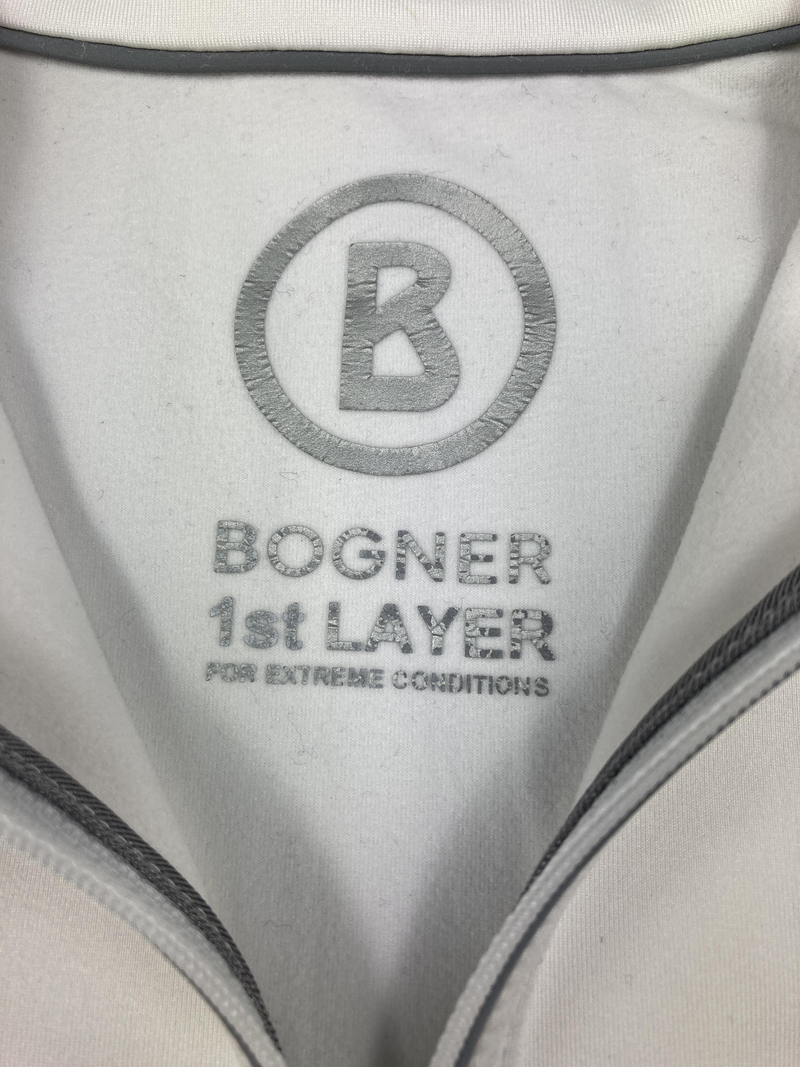 B
BOGNER
1st LAYER
FOR EXTREME CONDITIONS